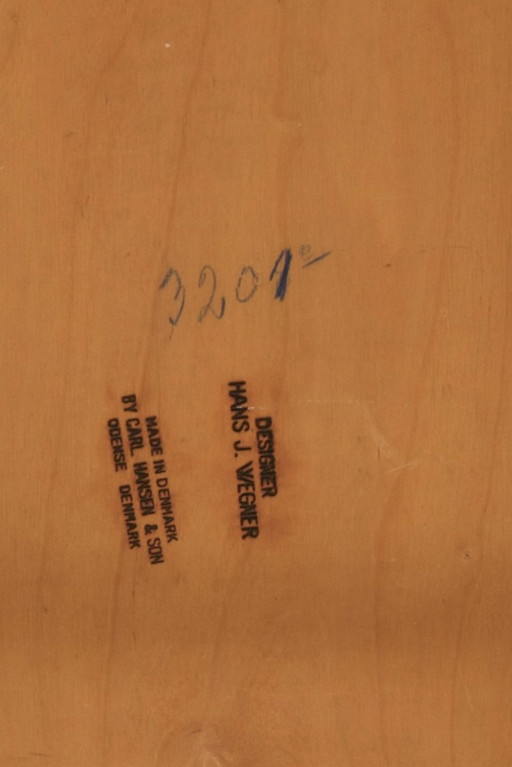 3201
DESIGNER
HANS J. WEGNER
MADE IN DENMARK
BY CARL HANSEN & SON
ODENSE DENMARK